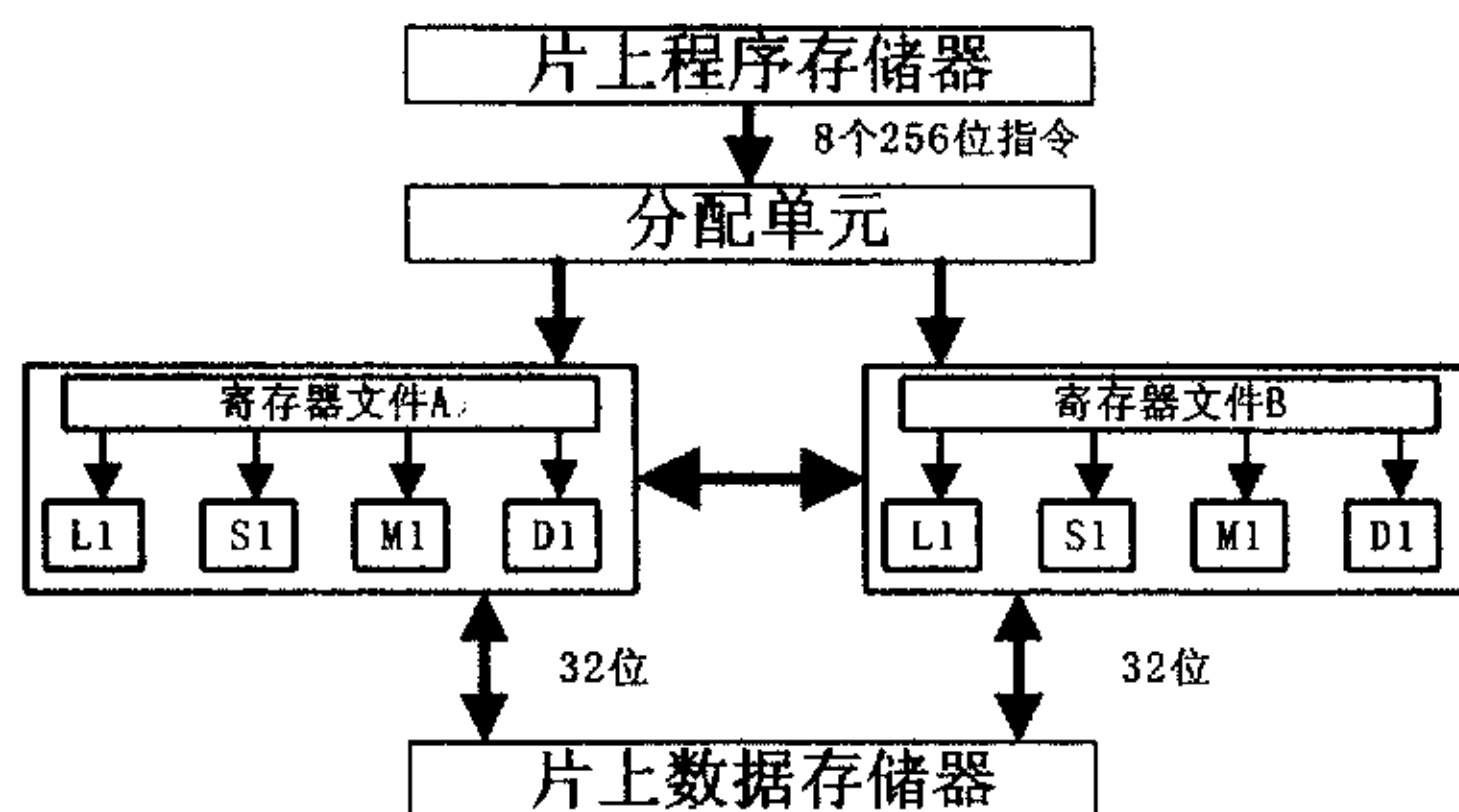 片上程序存储器
8个256位指令
分配单元
寄存器文件A
寄存器文件B
L1 S1 M1 D1
L1 S1 M1 D1
32位
32位
片上数据存储器